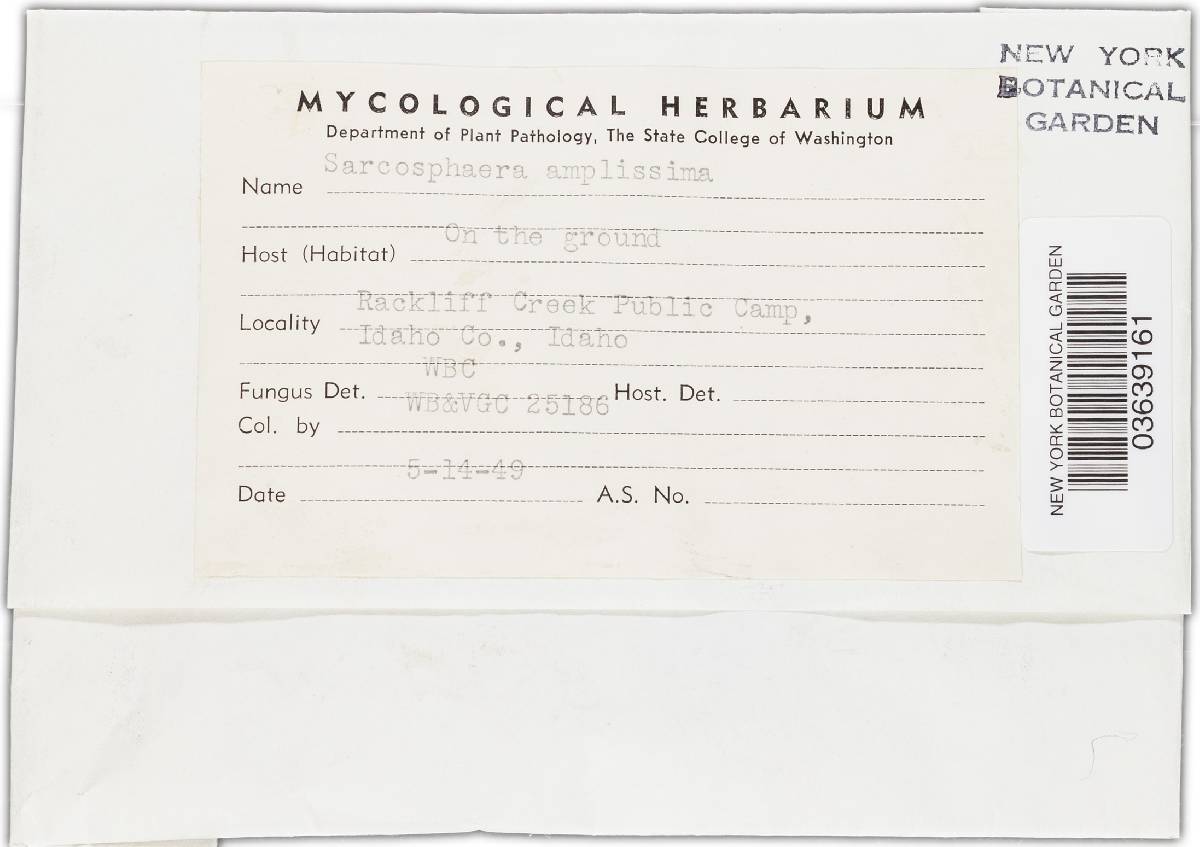 NEW YORK
BOTANICAL
GARDEN
MYCOLOGICAL HERBARIUM
Department of Plant Pathology, The State College of Washington
Name Sarcosphaera amplissima
Host (Habitat) On the ground
Locality Rackliff Creek Public Camp,
Idaho Co., Idaho
Fungus Det. WBC Host. Det.
Col. by WB&VGC 25186
Date 5-14-49 A.S. No.
NEW YORK BOTANICAL GARDEN
03639161